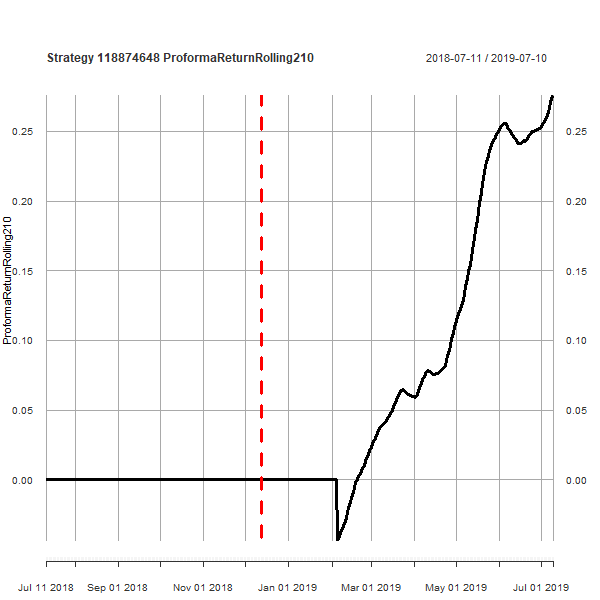 Strategy 118874648 ProformaReturnRolling210
2018-07-11 / 2019-07-10
ProformaReturnRolling210
0.25
0.20
0.15
0.10
0.05
0.00
0.25
0.20
0.15
0.10
0.05
0.00
Jul 11 2018
Sep 01 2018
Nov 01 2018
Jan 01 2019
Mar 01 2019
May 01 2019
Jul 01 2019